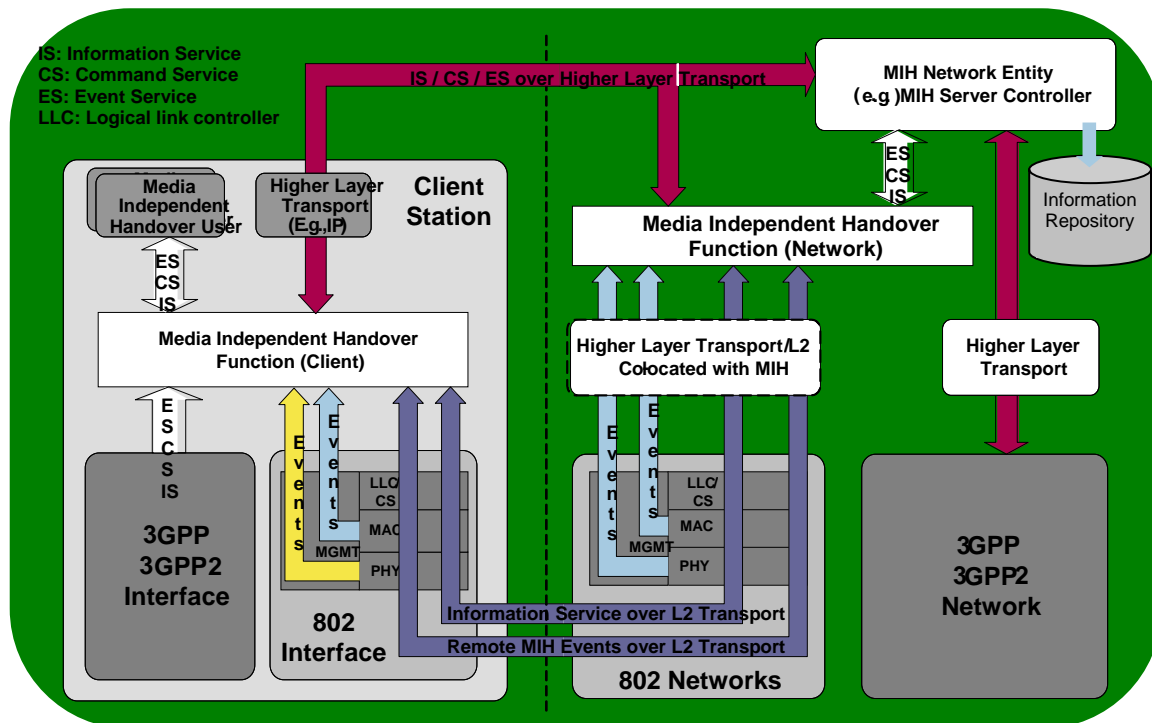 IS: Information Service
CS: Command Service
ES: Event Service
LLC: Logical link controller
IS / CS / ES over Higher Layer Transport
MIH Network Entity
(e.g.)MIH Server Controller
ES
CS
IS
Information
Repository
Client
Station
Media
Independent
Handover User
Higher Layer
Transport
(E.g.,IP)
ES
CS
IS
Media Independent Handover
Function (Client)
Media Independent Handover
Function (Network)
Higher Layer Transport/L2
Colocated with MIH
Higher Layer
Transport
E
S
C
S
IS
3GPP
3GPP2
Interface
Events
Events
LLC/
CS
MAC
MGMT
PHY
802
Interface
Events
Events
LLC/
CS
MAC
MGMT
PHY
Information Service over L2 Transport
Remote MIH Events over L2 Transport
802 Networks
3GPP
3GPP2
Network